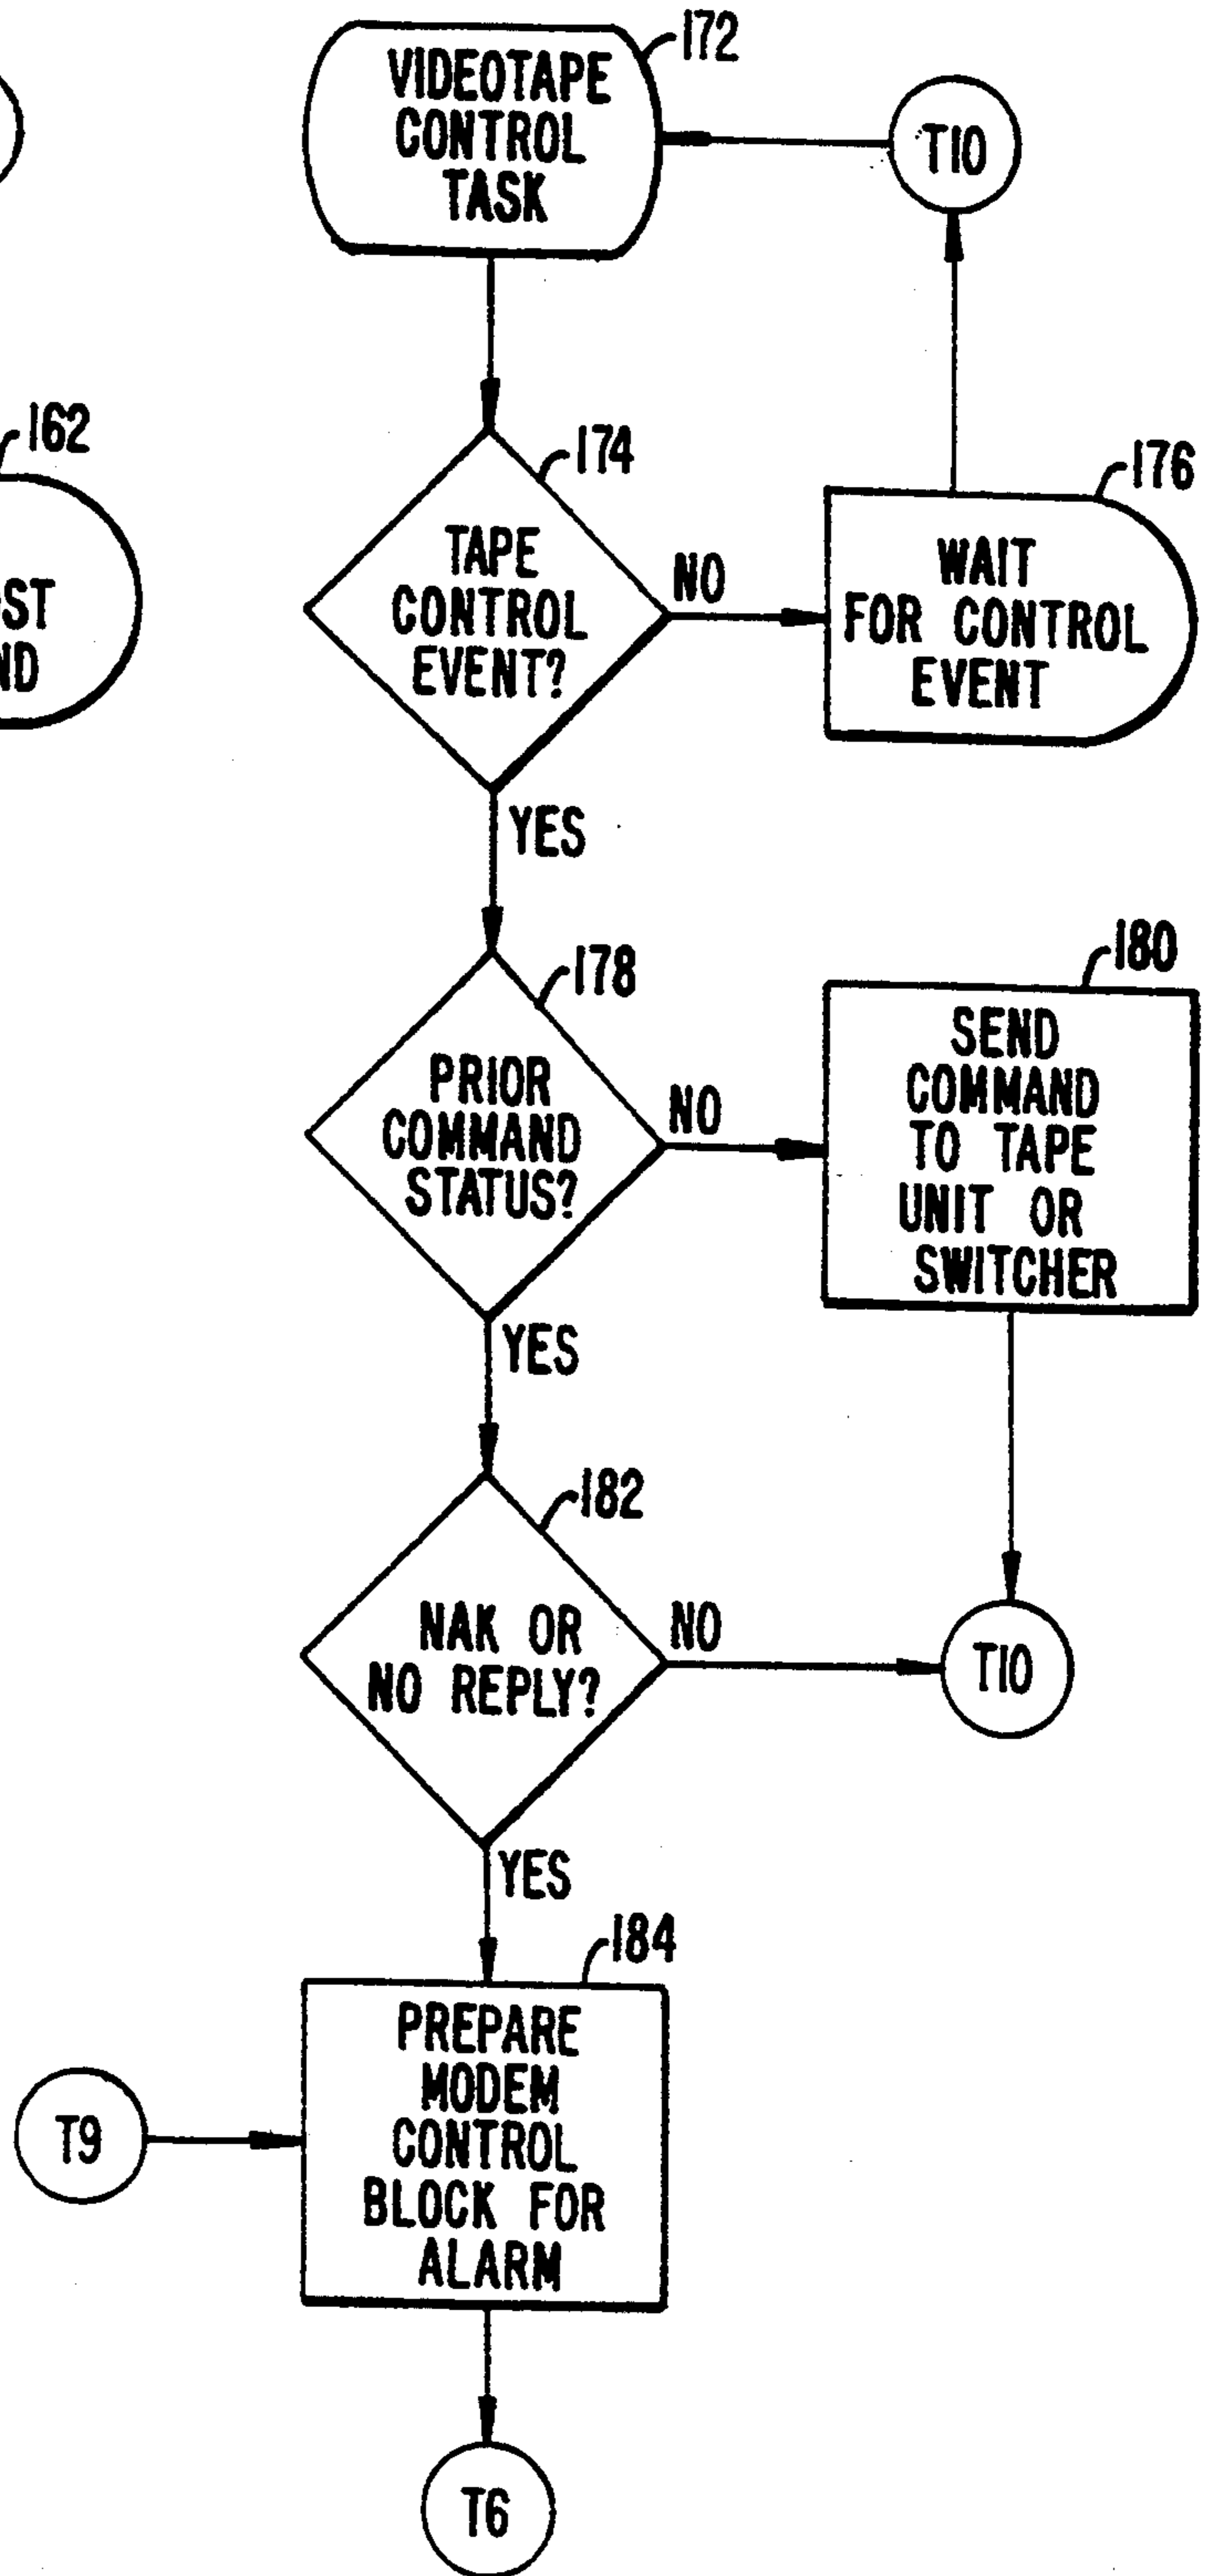 172
VIDEOTAPE
CONTROL
TASK
T10
162
174
TAPE
CONTROL
EVENT?
NO
176
WAIT
FOR CONTROL
EVENT
YES
178
PRIOR
COMMAND
STATUS?
NO
180
SEND
COMMAND
TO TAPE
UNIT OR
SWITCHER
YES
182
NAK OR
NO REPLY?
NO
T10
YES
184
PREPARE
MODEM
CONTROL
BLOCK FOR
ALARM
T9
T6